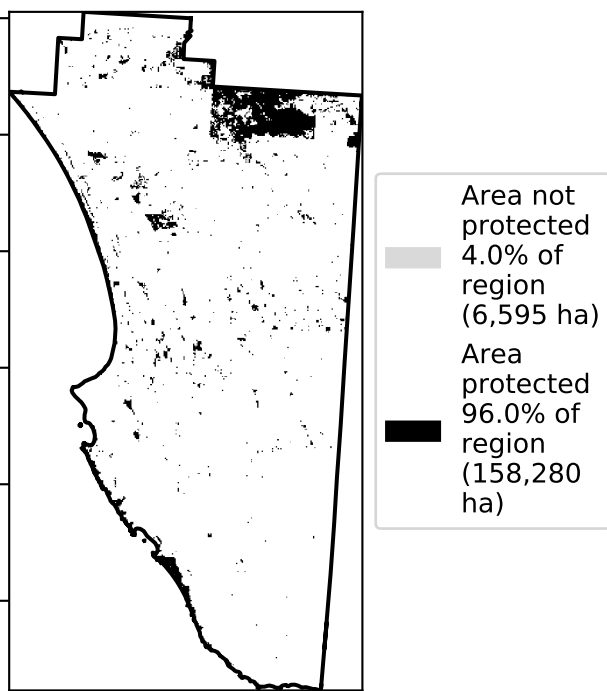 Area not
protected
4.0% of
region
(6,595 ha)
Area
protected
96.0% of
region
(158,280
ha)